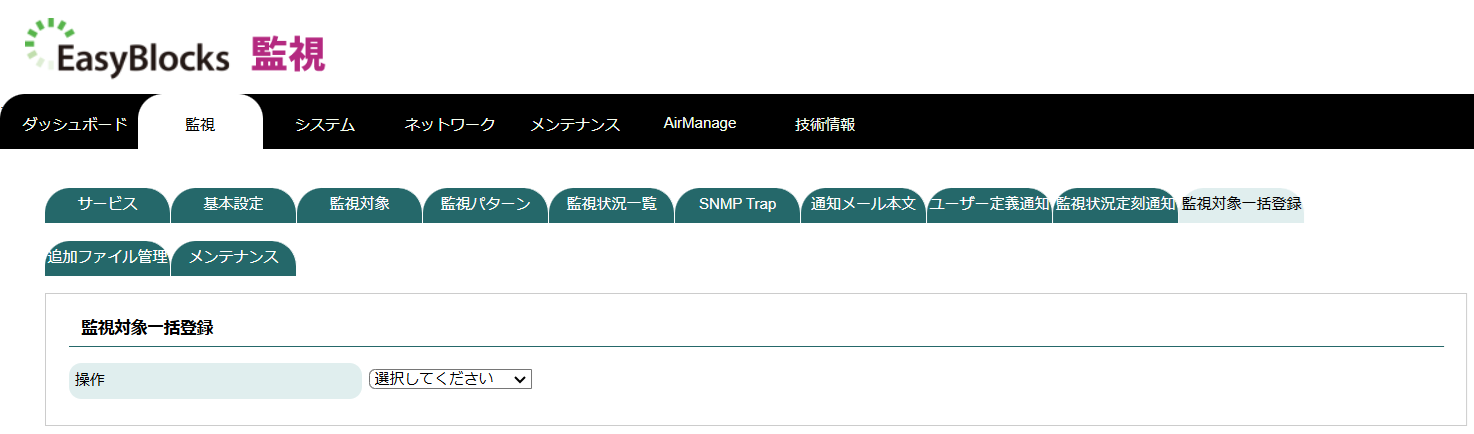 EasyBlocks 監視
ダッシュボード 監視 システム ネットワーク メンテナンス AirManage 技術情報
サービス 基本設定 監視対象 監視パターン 監視状況一覧 SNMP Trap 通知メール本文 ユーザー定義通知 監視状況定刻通知 監視対象一括登録
追加ファイル管理 メンテナンス
監視対象一括登録
操作 選択してください